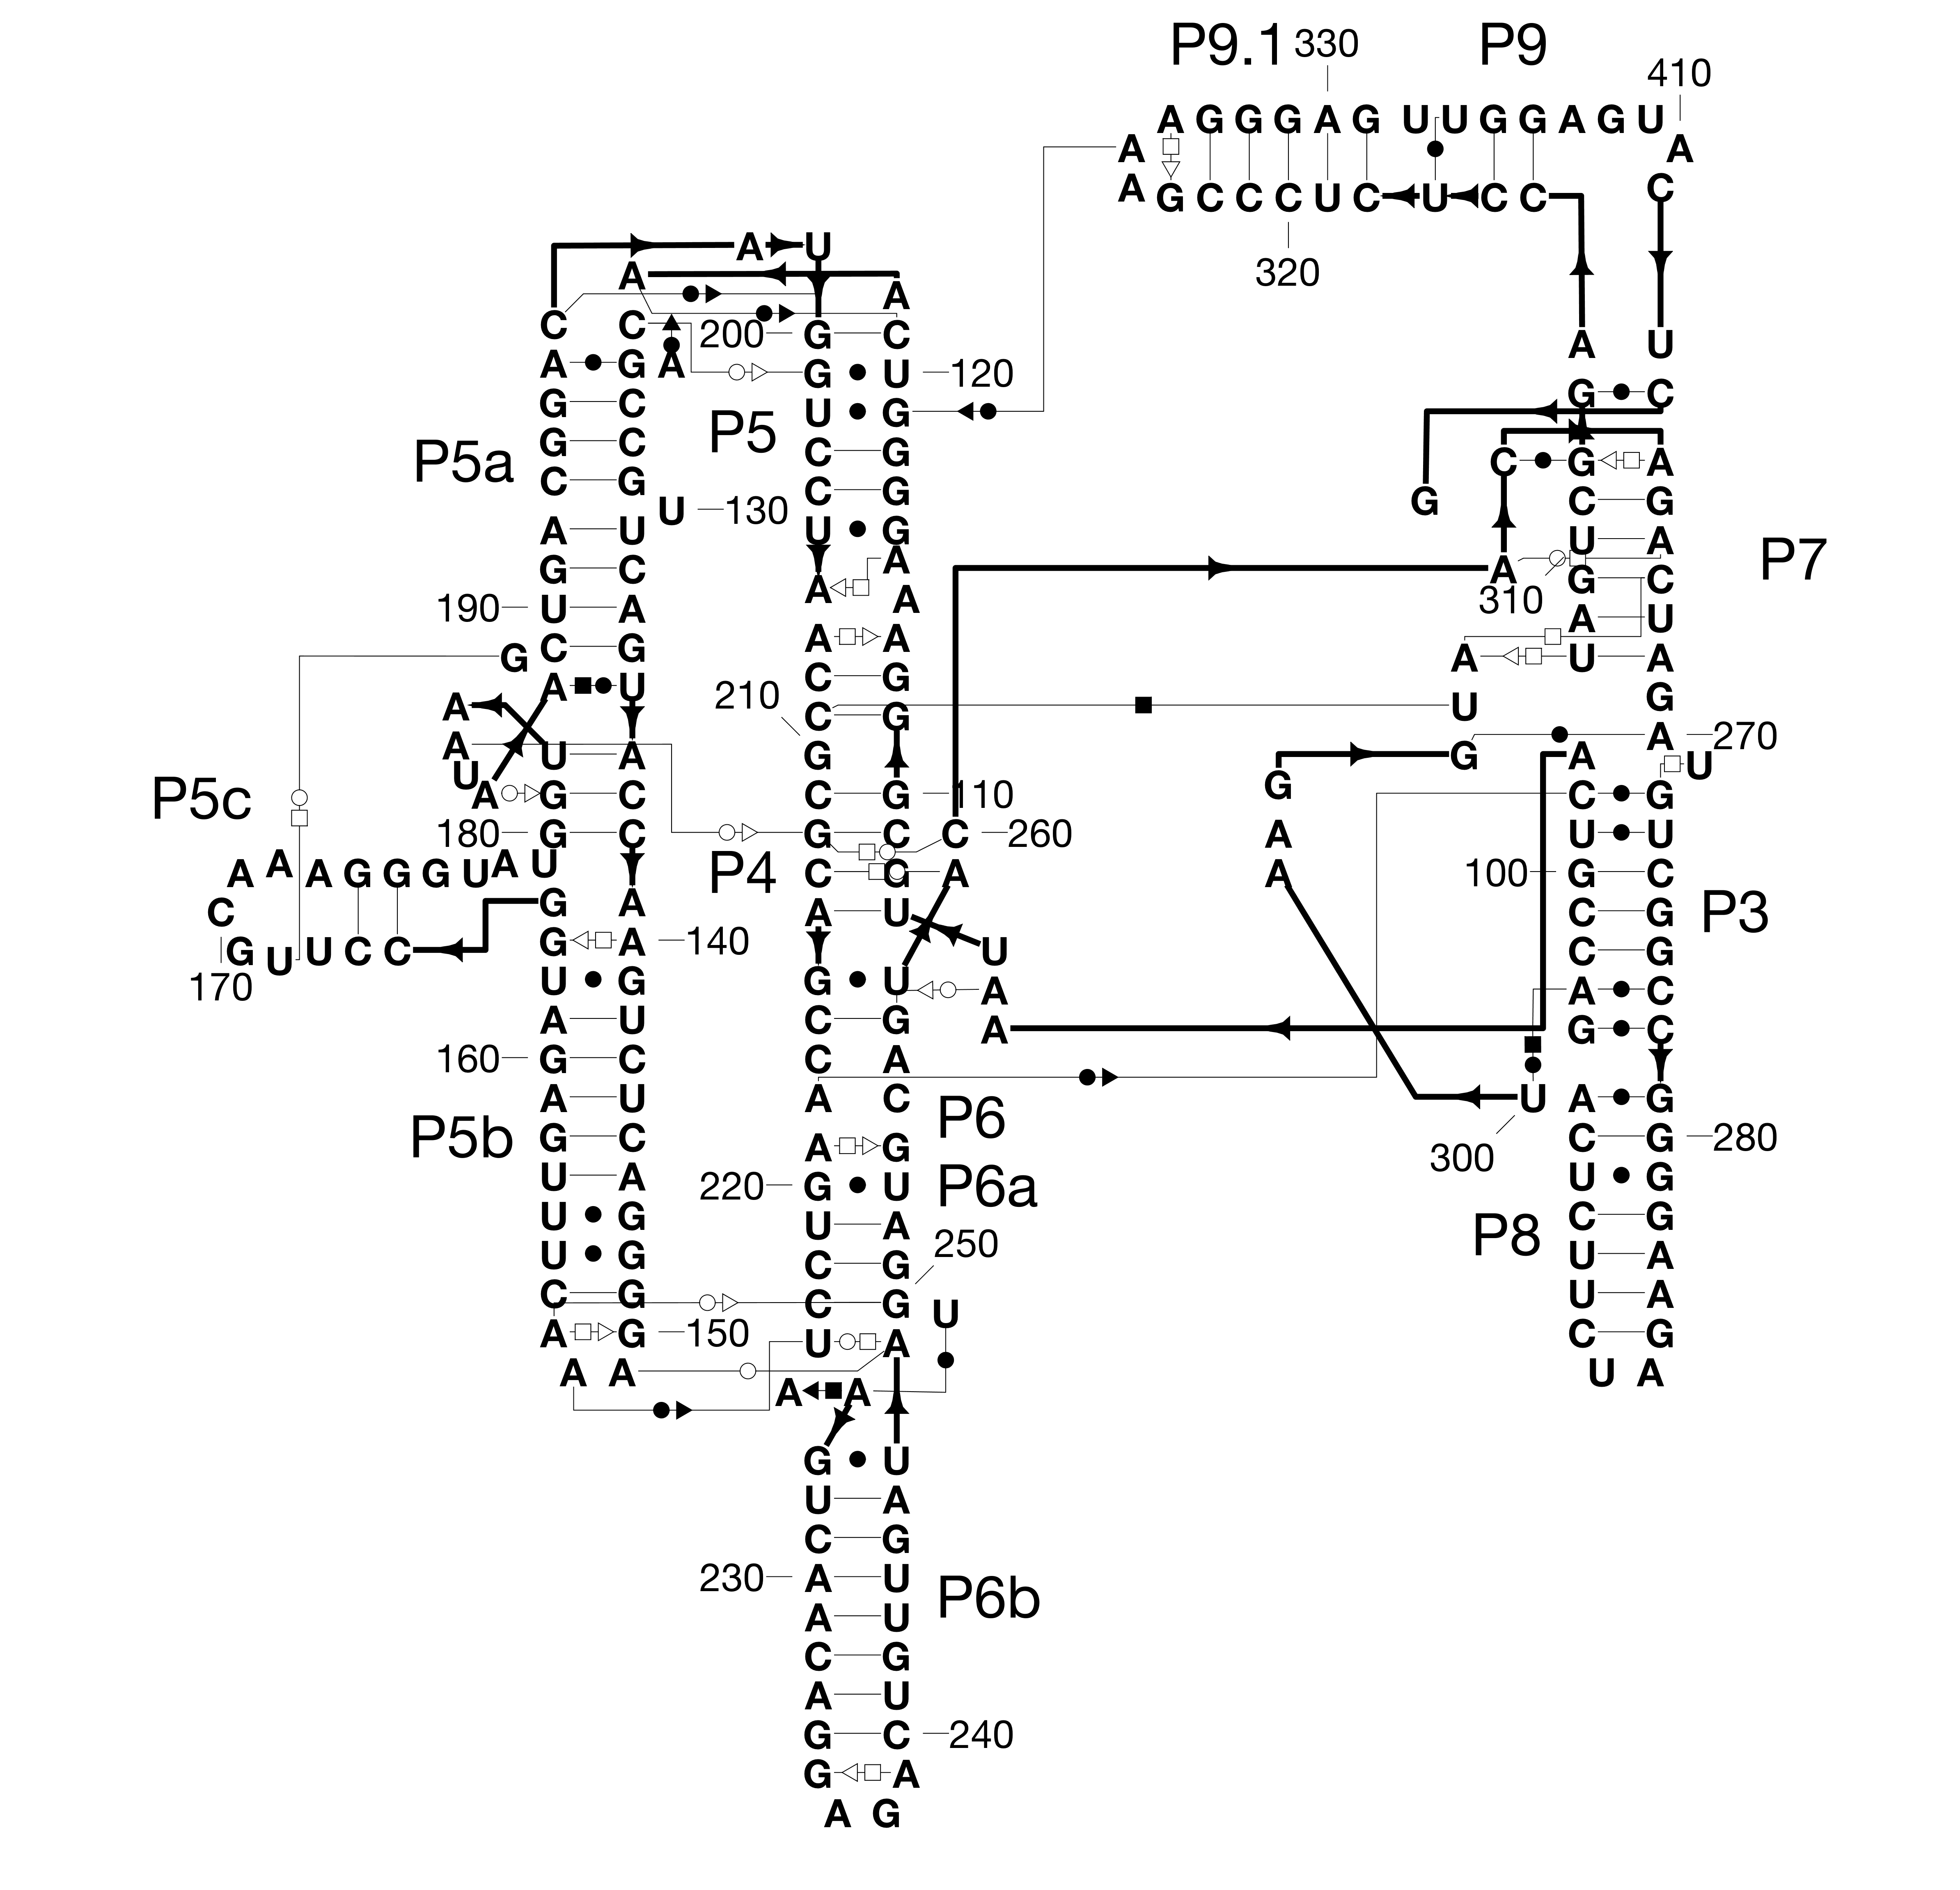 P9.1 330 P9
410
A G G G A G U U G G A G U
A A
A G C C C U C U C C C
320
A U
A
A
C C 200 G C
A G A G U 120
G C P5 U G
P5a G C C G
C G C G
U 130
A U U G
A U
G C
C G A
G C
U A
P7
G C A A
A
310
190 U A A U
G C G A A
A U U A
A C G
210 C G U G
A U A C G G A A 270
U
U A G G
P5c A G C C G 110 C G
180 G C G C C 260 A U U
A A A G G G U A U P4 C G A A 100 G C
C G A A U C G P3
G U U C C G A 140 U C G
170 U G G U A A C
A U C G A G C
160 G C C A
A U A C P6 U A G
P5b G C A G 300 C G 280
U A 220 G U P6a U G
U G U A P8 C G
U G C G 250 U A
C G C G U U A
A G 150 U A C G
A A A A U A
G U
U A
C G
230 A U P6b
A U
C G
A U
G C 240
G A
A G